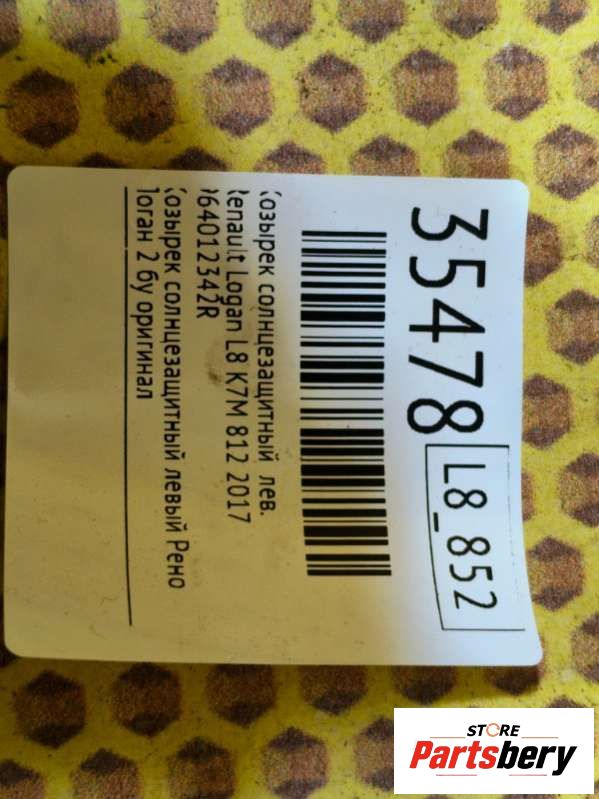 35478
L8_852
Козырек солнцезащитный лев.
Renault Logan L8 K7M 812 2017
964012342R
Козырек солнцезащитный левый Рено
Логан 2 бу оригинал
STORE
Partsbery